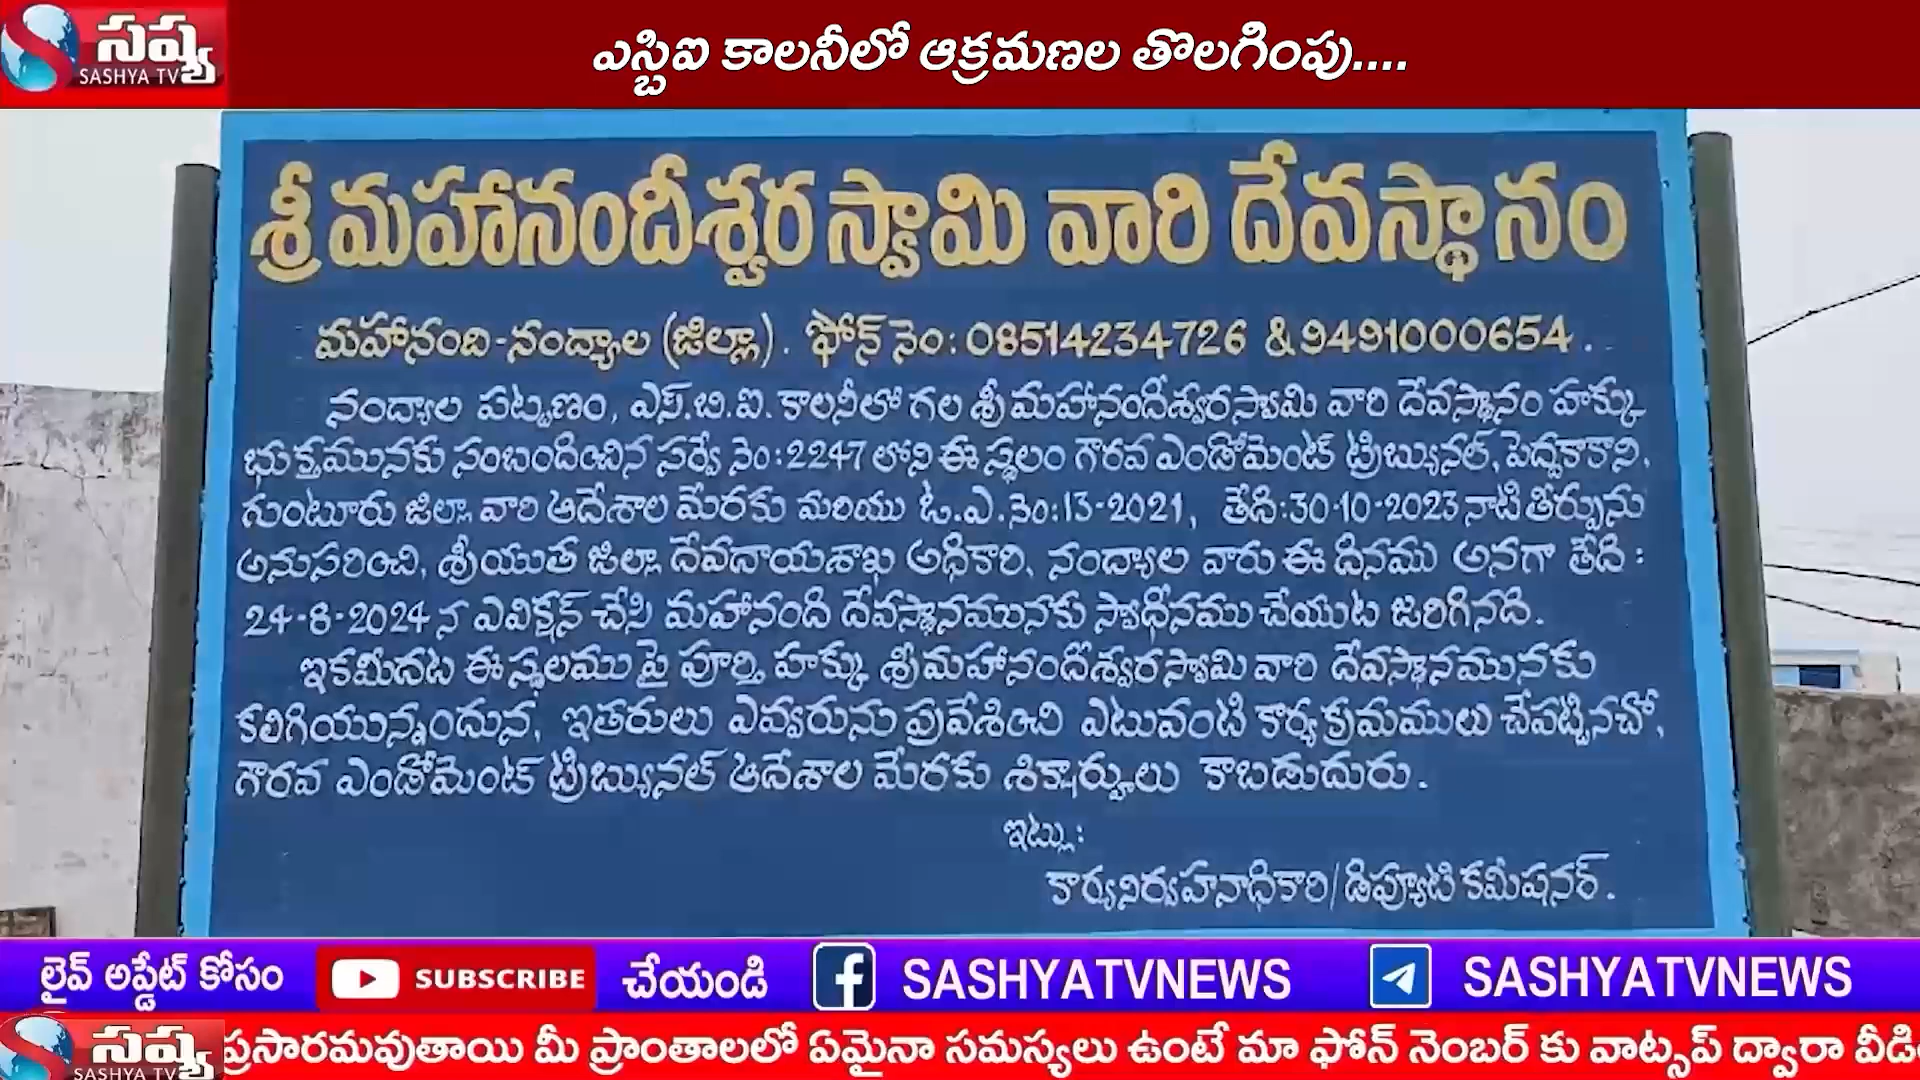 సష్య
SASHYA TV
ఎస్బిఐ కాలనీలో ఆక్రమణల తొలగింపు....
శ్రీ మహానందీశ్వర స్వామి వారి దేవస్థానం
మహానంది-నంద్యాల (జిల్లా). ఫోన్ నెం: 08514234726 & 9491000654.
నంద్యాల పట్టణం, ఎస్.బి.ఐ. కాలనీలో గల శ్రీ మహానందీశ్వరస్వామి వారి దేవస్థానం హక్కు
భుక్తమునకు సంబందించిన సర్వే నెం:2247 లోని ఈ స్థలం గౌరవ ఎండోమెంట్ ట్రిబ్యునల్, పెద్దకాకాని,
గుంటూరు జిల్లా వారి ఆదేశాల మేరకు మరియు ఓ.ఎ.నెం:13-2021, తేది:30-10-2023 నాటి తీర్పును
అనుసరించి, శ్రీయుత జిల్లా దేవదాయశాఖ అధికారి, నంద్యాల వారు ఈ దినము అనగా తేది :
24-8-2024 న ఎవిక్షన్ చేసి మహానంది దేవస్థానమునకు స్వాధీనము చేయుట జరిగినది.
ఇకమీదట ఈ స్థలము పై పూర్తి హక్కు శ్రీ మహానందీశ్వరస్వామి వారి దేవస్థానమునకు
కలిగియున్నందున, ఇతరులు ఎవ్వరును ప్రవేశించి ఎటువంటి కార్యక్రమములు చేపట్టినచో,
గౌరవ ఎండోమెంట్ ట్రిబ్యునల్ ఆదేశాల మేరకు శిక్షార్హులు కాబడుదురు.
ఇట్లు:
కార్యనిర్వహనాధికారి/డిప్యూటి కమీషనర్.
లైవ్ అప్డేట్ కోసం SUBSCRIBE చేయండి SASHYATVNEWS SASHYATVNEWS
సష్య
SASHYA TV
ప్రసారమవుతాయి మీ ప్రాంతాలలో ఏమైనా సమస్యలు ఉంటే మా ఫోన్ నెంబర్ కు వాట్సప్ ద్వారా